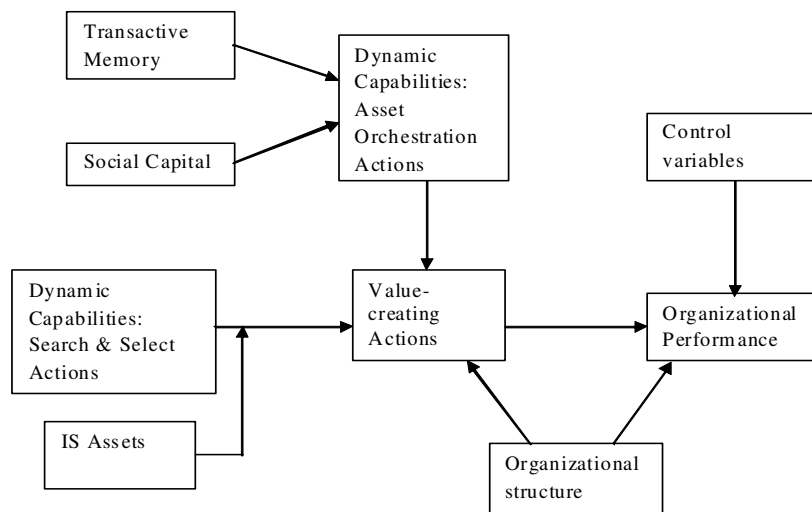 Transactive
Memory
Dynamic
Capabilities:
Asset
Orchestration
Actions
Social Capital
Control
variables
Dynamic
Capabilities:
Search & Select
Actions
Value-
creating
Actions
Organizational
Performance
IS Assets
Organizational
structure